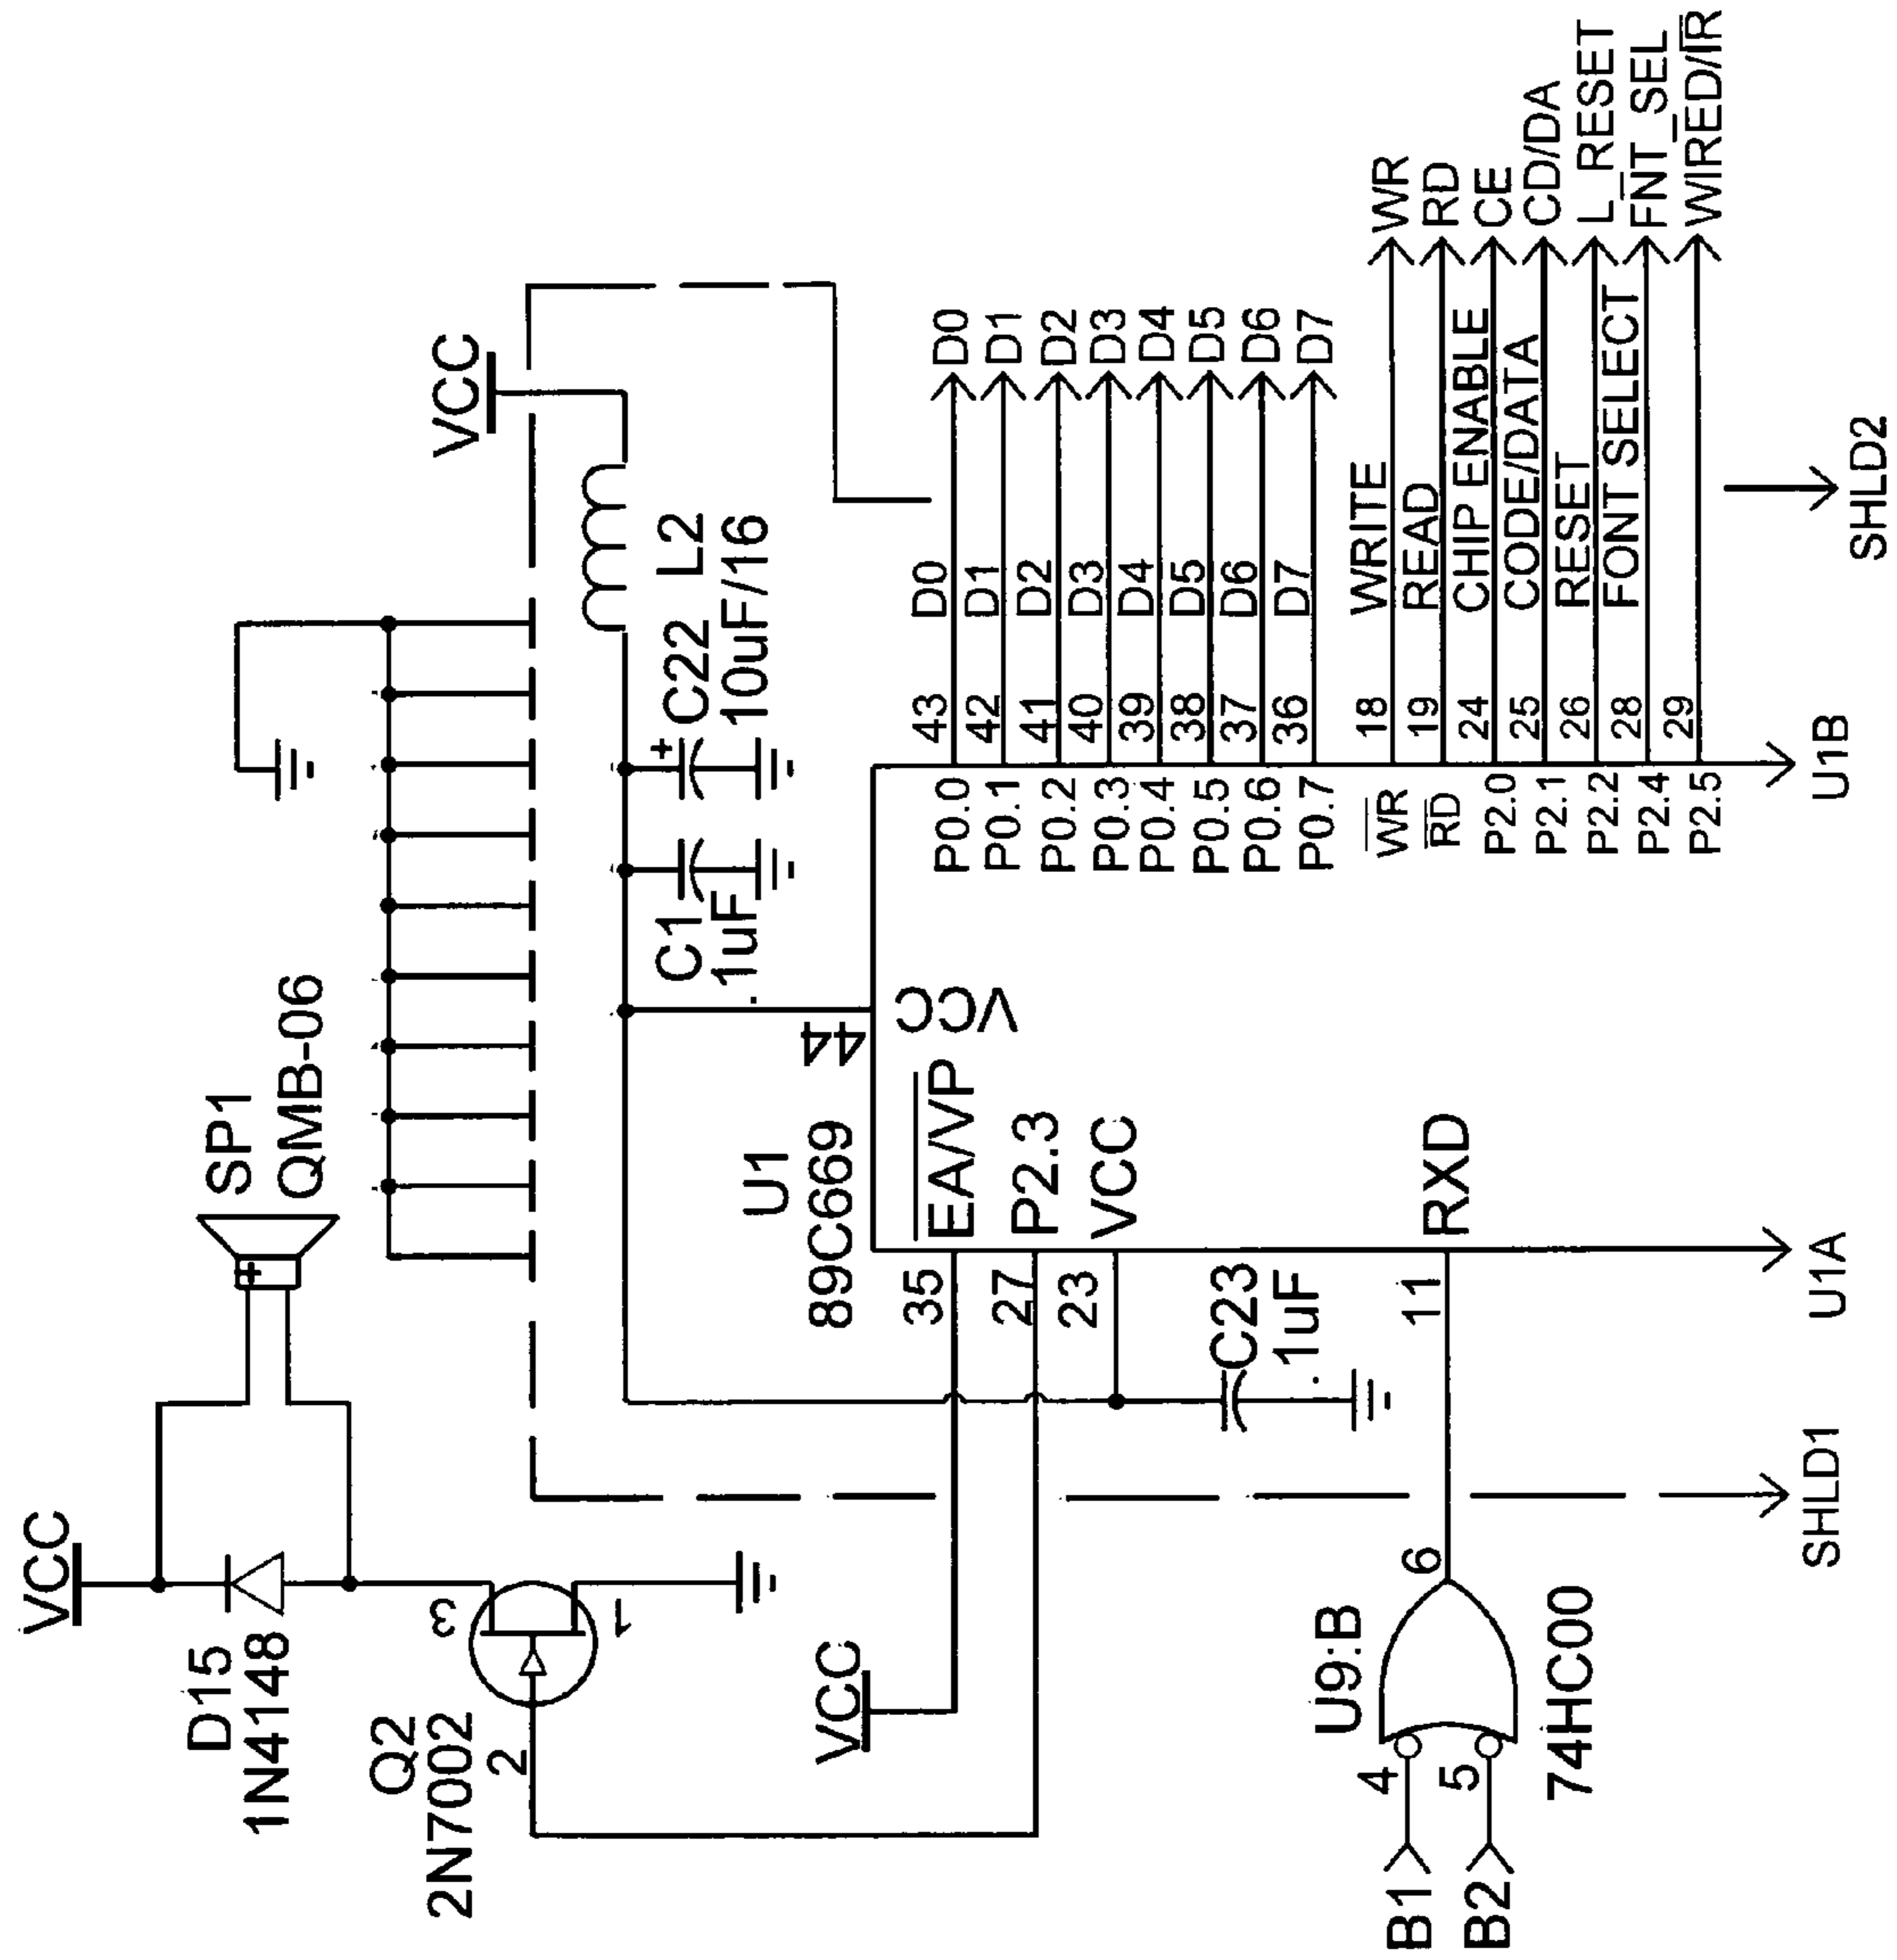 VCC
D15
1N4148
Q2
2N7002
2
3
1
SP1
QMB-06
+
VCC
L2
C22
10uF/16
+
C1
.1uF
U1
89C669
44
VCC
VCC
35
EA/VP
27
P2.3
23
VCC
C23
.1uF
11
RXD
U9:B
74HC00
B1
4
B2
5
6
P0.0 43 D0 D0
P0.1 42 D1 D1
P0.2 41 D2 D2
P0.3 40 D3 D3
P0.4 39 D4 D4
P0.5 38 D5 D5
P0.6 37 D6 D6
P0.7 36 D7 D7
W̅R̅ 18 WRITE WR
R̅D̅ 19 READ RD
P2.0 24 CHIP ENABLE CE
P2.1 25 CODE/DATA CD/DA
P2.2 26 RESET L_RESET
P2.4 28 FONT SELECT FNT_SEL
P2.5 29 WIRED/I̅R̅
SHLD1
U1A
U1B
SHLD2